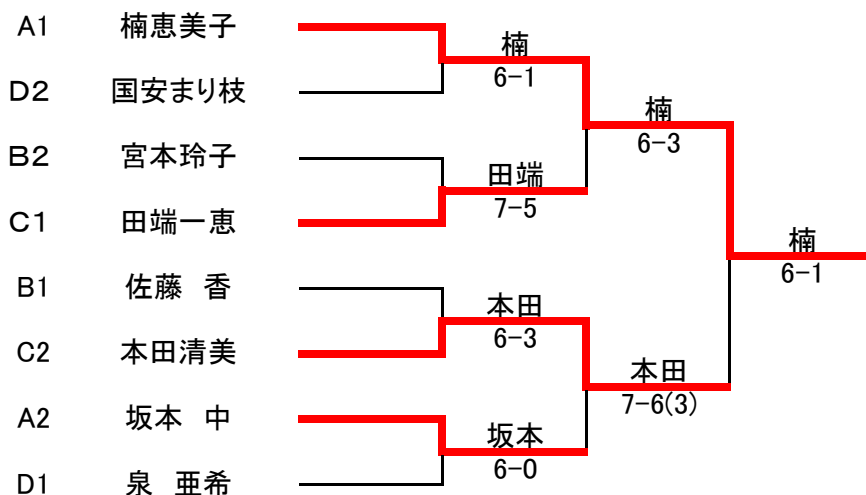 A1 楠恵美子
楠
6-1
D2 国安まり枝
楠
6-3
B2 宮本玲子
田端
7-5
C1 田端一恵
楠
6-1
B1 佐藤 香
本田
6-3
C2 本田清美
本田
7-6(3)
A2 坂本 中
坂本
6-0
D1 泉 亜希